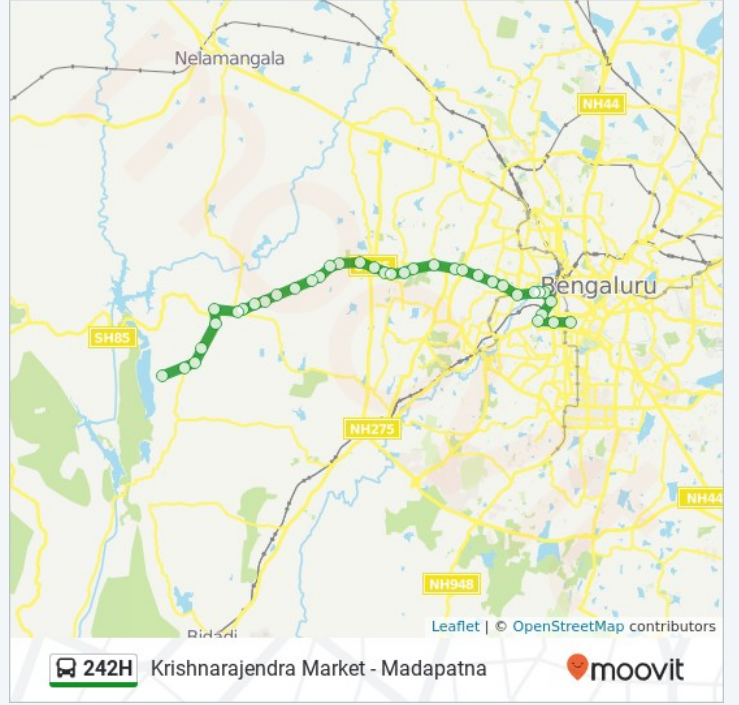 Nelamangala
NH44
Bengaluru
SH85
NH275
NH44
NH948
Bidadi
Leaflet | © OpenStreetMap contributors
242H Krishnarajendra Market - Madapatna moovit